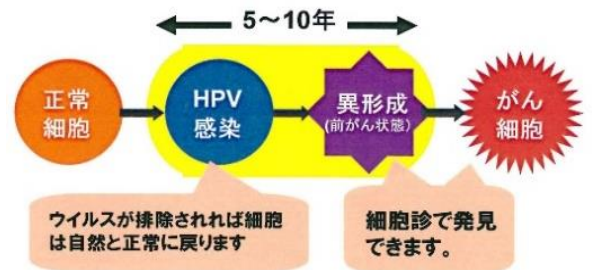 5～10年
正常
細胞
HPV
感染
異形成
(前がん状態)
がん
細胞
ウイルスが排除されれば細胞
は自然と正常に戻ります
細胞診で発見
できます。